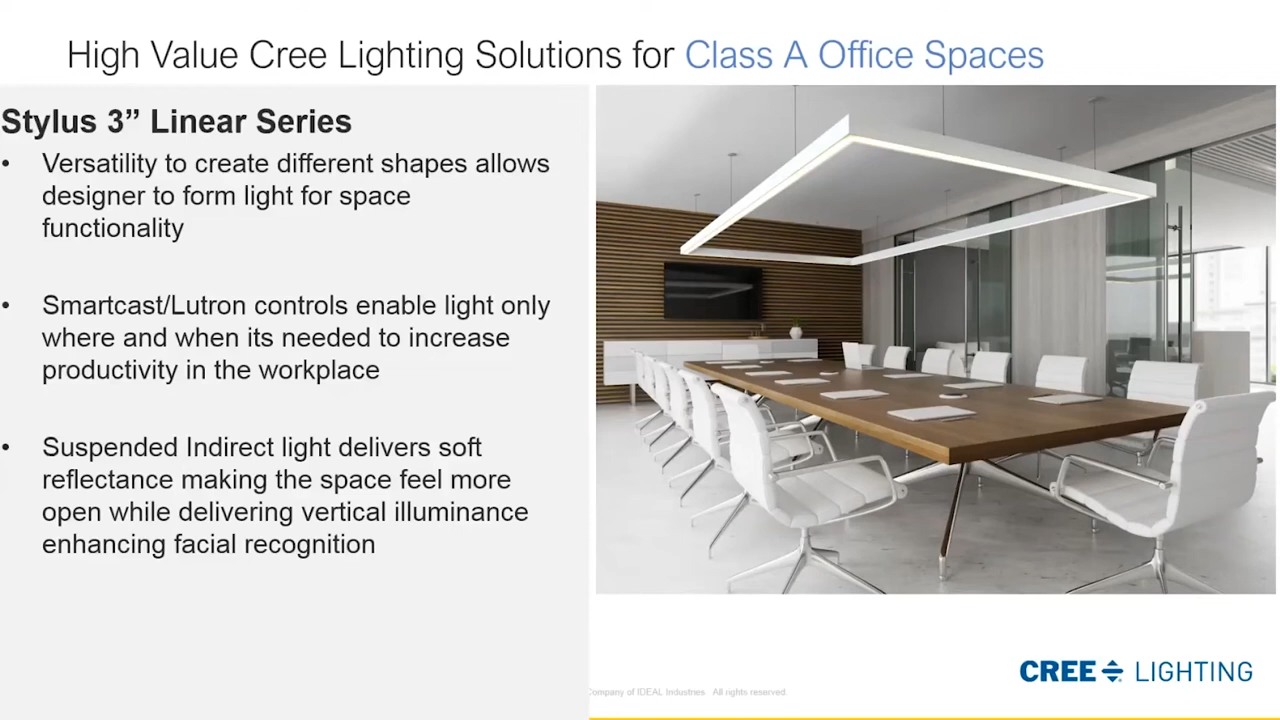 High Value Cree Lighting Solutions for Class A Office Spaces
Stylus 3” Linear Series
• Versatility to create different shapes allows
designer to form light for space
functionality
• Smartcast/Lutron controls enable light only
where and when its needed to increase
productivity in the workplace
• Suspended Indirect light delivers soft
reflectance making the space feel more
open while delivering vertical illuminance
enhancing facial recognition
Company of IDEAL Industries All rights reserved.
CREE LIGHTING